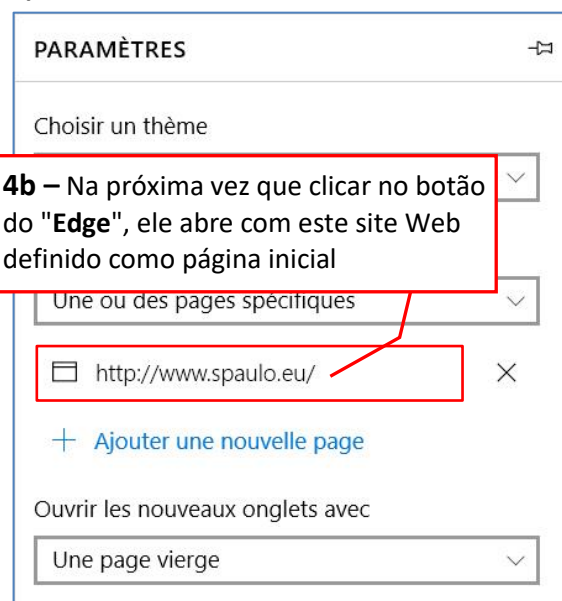 PARAMÈTRES
Choisir un thème
4b – Na próxima vez que clicar no botão
do "Edge", ele abre com este site Web
definido como página inicial
Une ou des pages spécifiques
http://www.spaulo.eu/
Ajouter une nouvelle page
Ouvrir les nouveaux onglets avec
Une page vierge